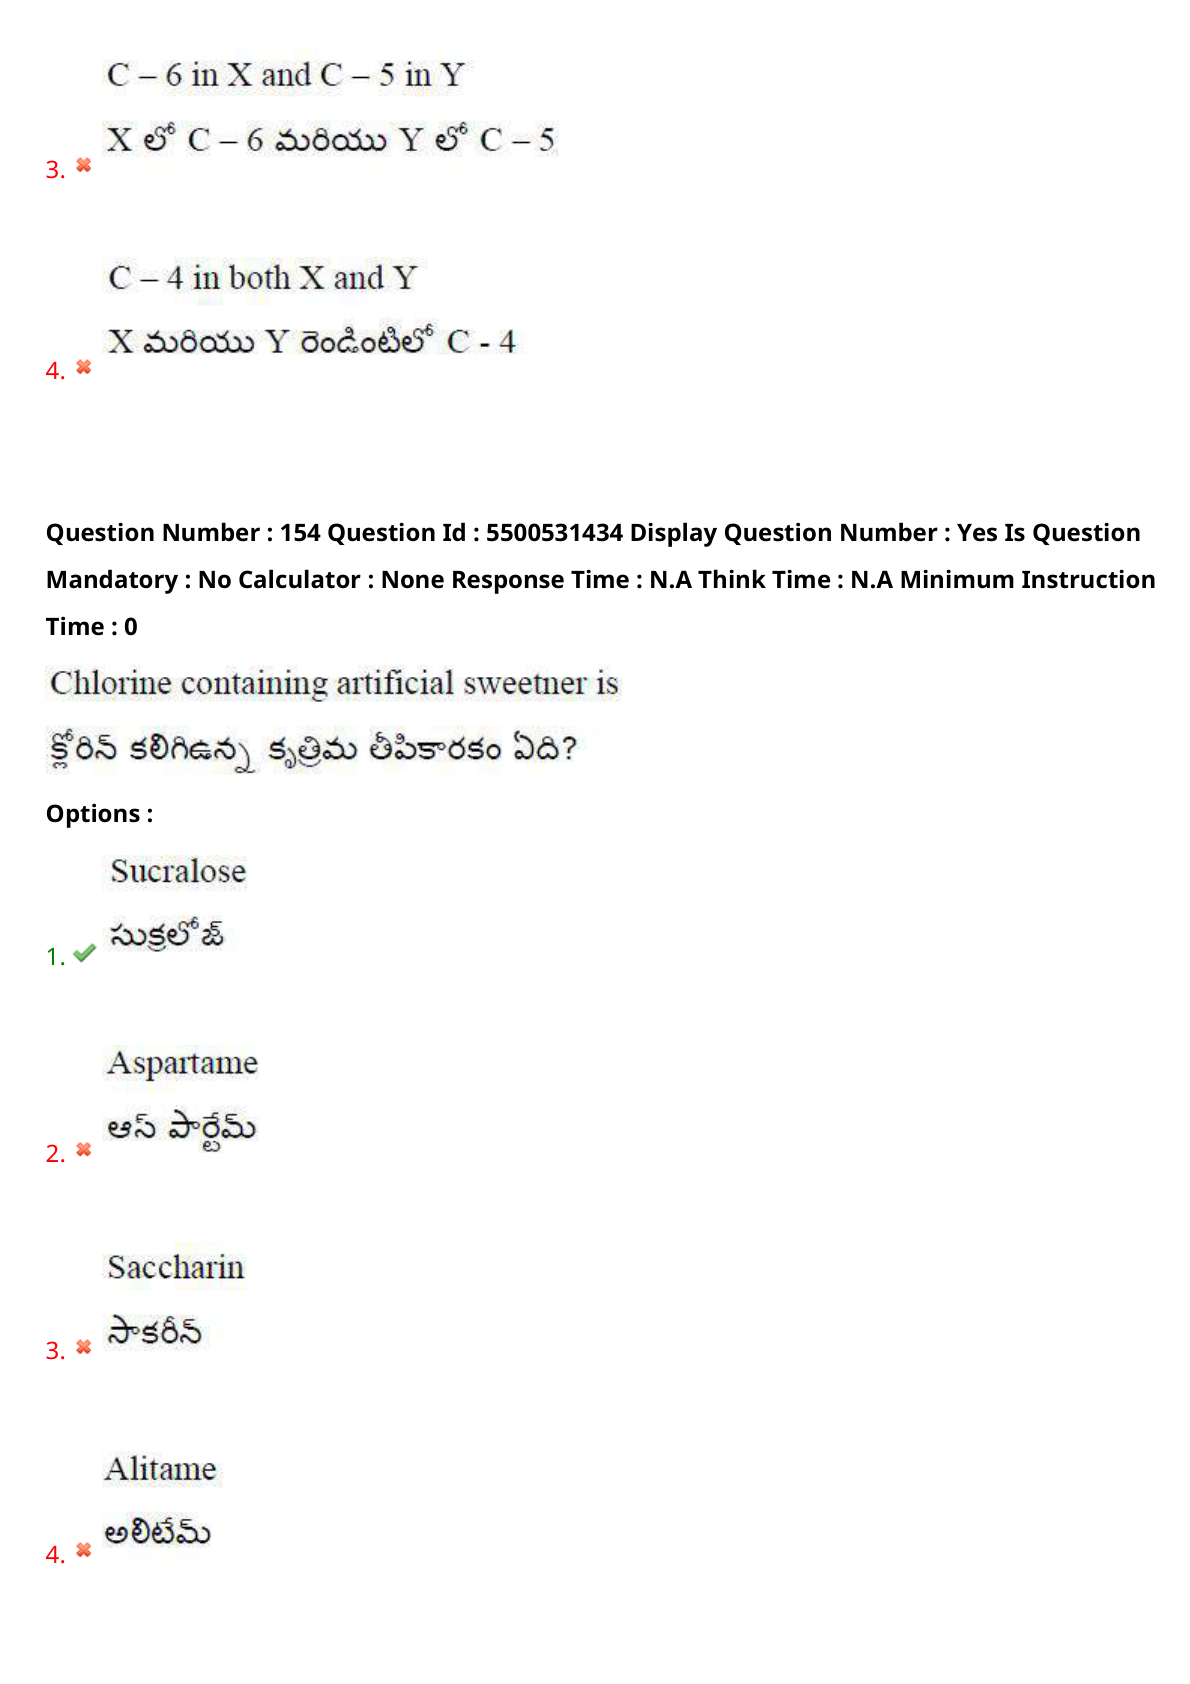 C – 6 in X and C – 5 in Y
X లో C – 6 మరియు Y లో C – 5
3.
C – 4 in both X and Y
X మరియు Y రెండింటిలో C - 4
4.
Question Number : 154 Question Id : 5500531434 Display Question Number : Yes Is Question
Mandatory : No Calculator : None Response Time : N.A Think Time : N.A Minimum Instruction
Time : 0
Chlorine containing artificial sweetner is
క్లోరిన్ కలిగిఉన్న కృత్రిమ తీపికారకం ఏది?
Options :
Sucralose
సుక్రలోజ్
1.
Aspartame
ఆస్ పార్టేమ్
2.
Saccharin
సాకరీన్
3.
Alitame
అలిటేమ్
4.